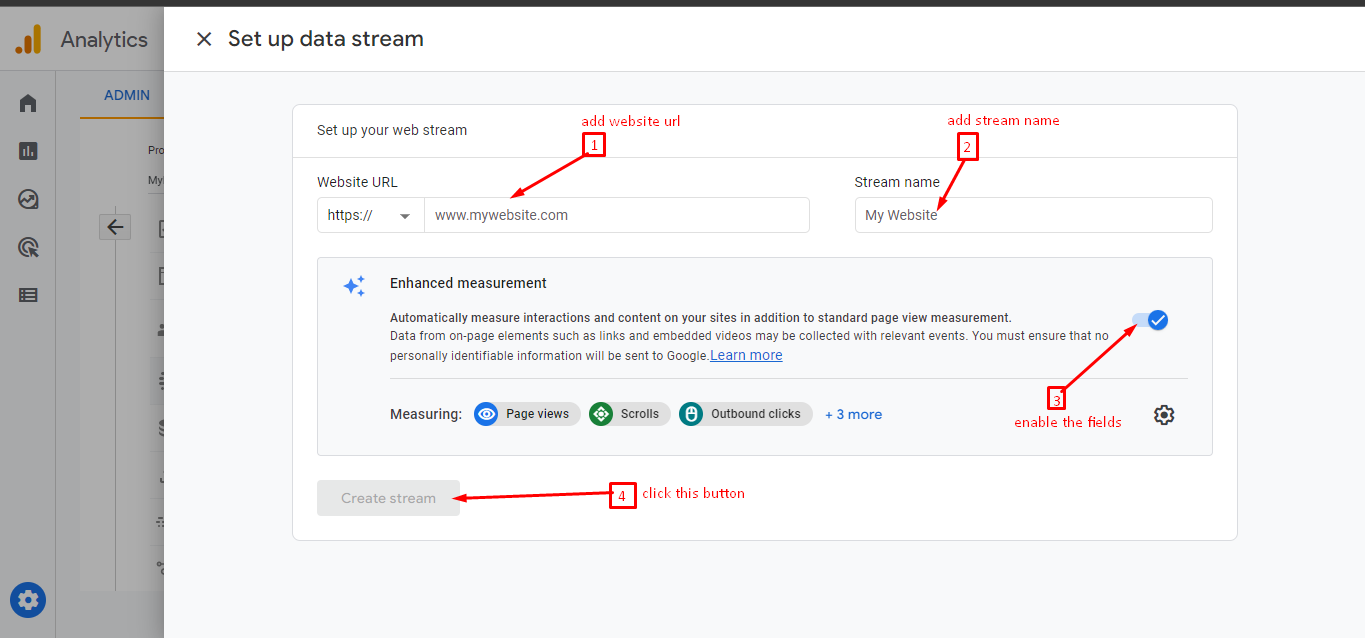 Analytics
Set up data stream
ADMIN
Pro
My
Set up your web stream
add website url
1
add stream name
2
Website URL
https://
www.mywebsite.com
Stream name
My Website
Enhanced measurement
Automatically measure interactions and content on your sites in addition to standard page view measurement.
Data from on-page elements such as links and embedded videos may be collected with relevant events. You must ensure that no
personally identifiable information will be sent to Google.Learn more
3
enable the fields
Measuring: Page views Scrolls Outbound clicks + 3 more
Create stream
4 click this button